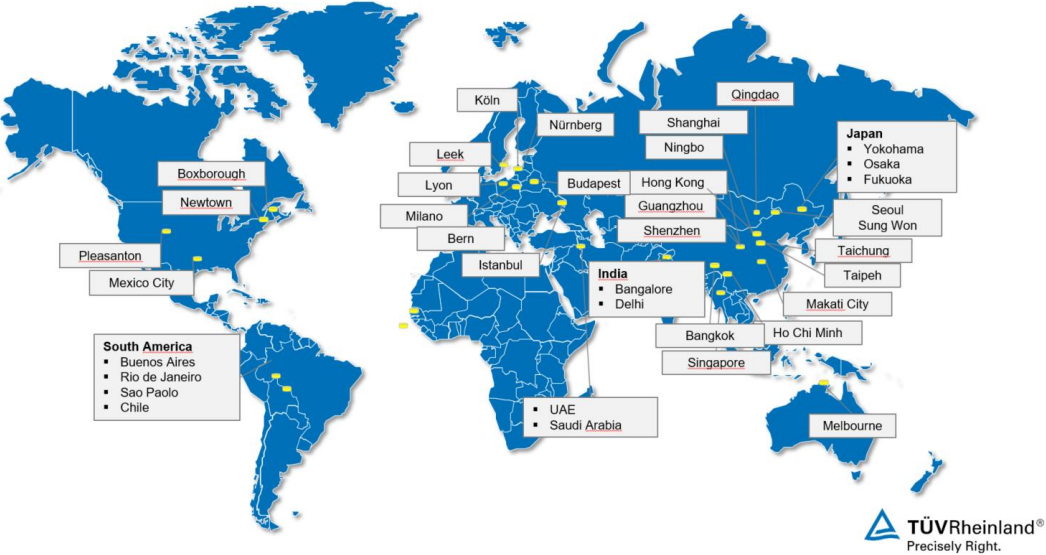 Qingdao
Köln
Nürnberg
Shanghai
Ningbo
Japan
▪ Yokohama
▪ Osaka
▪ Fukuoka
Leek
Boxborough
Lyon
Budapest
Hong Kong
Newtown
Guangzhou
Milano
Seoul
Sung Won
Shenzhen
Bern
Pleasanton
Taichung
Istanbul
Taipeh
Mexico City
India
▪ Bangalore
▪ Delhi
Makati City
Bangkok
Ho Chi Minh
South America
▪ Buenos Aires
▪ Rio de Janeiro
▪ Sao Paolo
▪ Chile
Singapore
▪ UAE
▪ Saudi Arabia
Melbourne
TÜVRheinland®
Precisely Right.